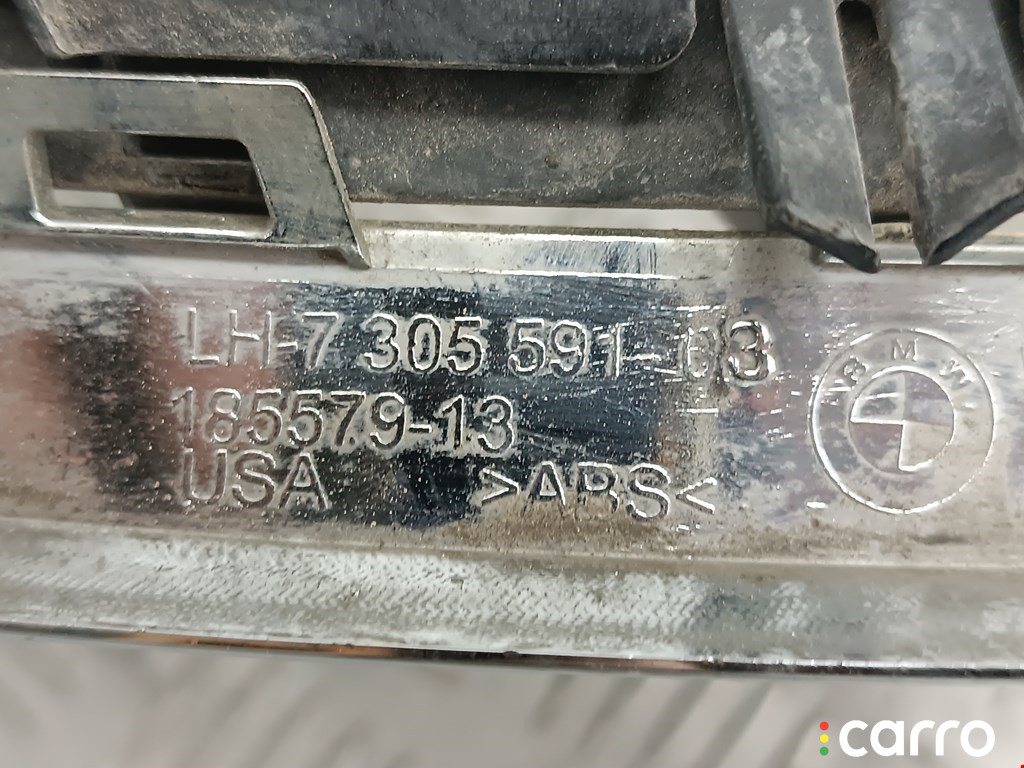 LH-7 305 591-03
185579-13
USA >ABS<
BMW
carro